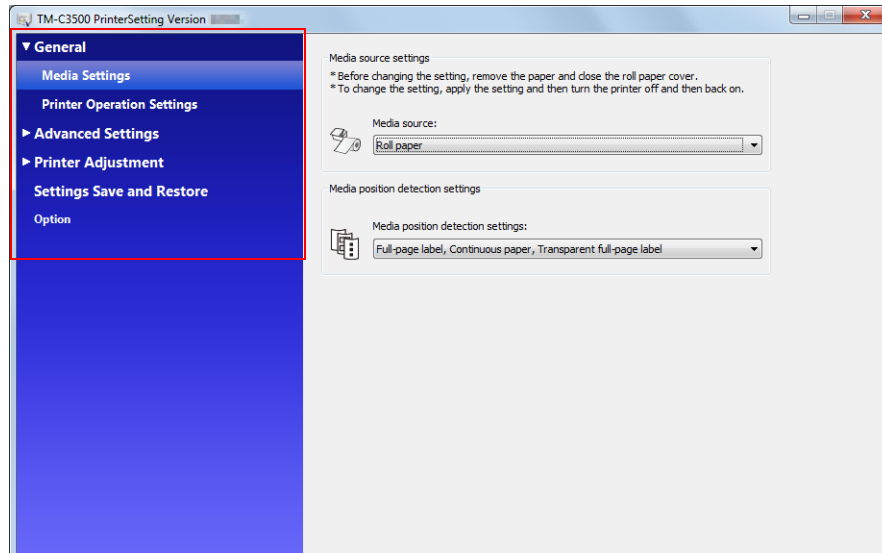 TM-C3500 PrinterSetting Version
General
Media Settings
Printer Operation Settings
Advanced Settings
Printer Adjustment
Settings Save and Restore
Option
Media source settings
*Before changing the setting, remove the paper and close the roll paper cover.
*To change the setting, apply the setting and then turn the printer off and then back on.
Media source:
Roll paper
Media position detection settings
Media position detection settings:
Full-page label, Continuous paper, Transparent full-page label